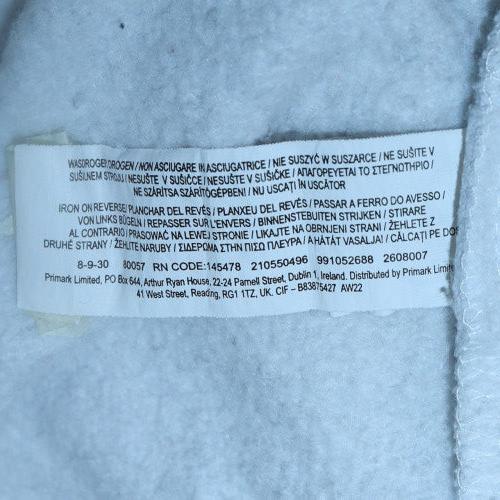 WASDROGER DROGEN / NON ASCIUGARE IN ASCIUGATRICE / NIE SUSZYĆ W SUSZARCE / NE SUŠITE V
SUŠILNEM STROJU / NESUŠTE V SUŠIČCE / NESUŠTE V SUŠIČKE / ΑΠΑΓΟΡΕΥΕΤΑΙ ΤΟ ΣΤΕΓΝΩΤΗΡΙΟ /
NE SZÁRÍTSA SZÁRÍTÓGÉPBEN! / NU USCAȚI ÎN USCĂTOR
IRON ON REVERSE / PLANCHAR DEL REVÉS / PLANXEU DEL REVÉS / PASSAR A FERRO DO AVESSO /
VON LINKS BÜGELN / REPASSER SUR L'ENVERS / BINNENSTEBUITEN STRIJKEN / STIRARE
AL CONTRARIO / PRASOWAĆ NA LEWEJ STRONIE / LIKAJTE NA OBRNJENI STRANI / ŽEHLETE Z
DRUHÉ STRANY / ŽEHLITE NARUBY / ΣΙΔΕΡΩΜΑ ΣΤΗΝ ΠΙΣΩ ΠΛΕΥΡΑ / A HÁTÁT VASALJA! / CĂLCAȚI PE DOS
8-9-30 80057 RN CODE:145478 210550496 991052688 2608007
Primark Limited, PO Box 644, Arthur Ryan House, 22-24 Parnell Street, Dublin 1, Ireland. Distributed by Primark Limite
41 West Street, Reading, RG1 1TZ, UK. CIF – B83875427 AW22